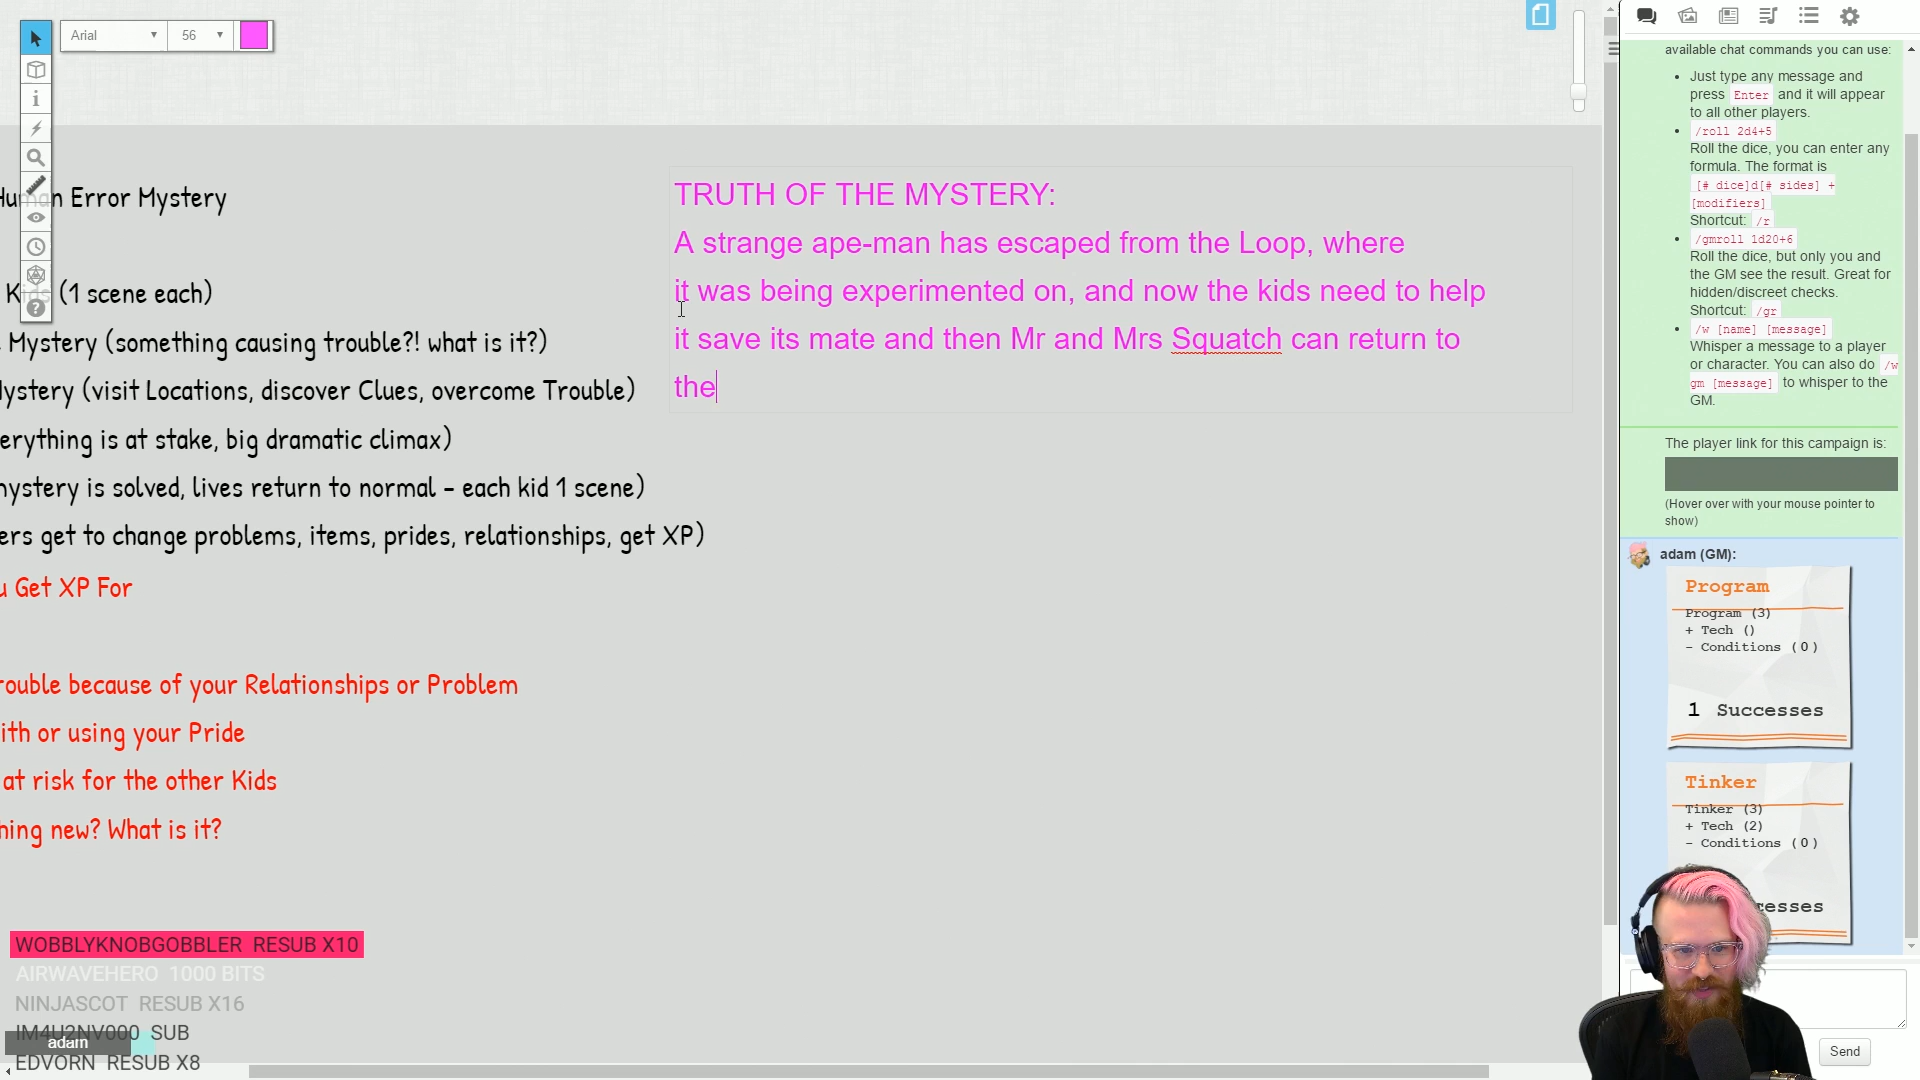 Arial
56
Human Error Mystery
Kids (1 scene each)
Mystery (something causing trouble?! what is it?)
Mystery (visit Locations, discover Clues, overcome Trouble)
erything is at stake, big dramatic climax)
mystery is solved, lives return to normal - each kid 1 scene)
ers get to change problems, items, prides, relationships, get XP)
u Get XP For
rouble because of your Relationships or Problem
ith or using your Pride
at risk for the other Kids
hing new? What is it?
TRUTH OF THE MYSTERY:
A strange ape-man has escaped from the Loop, where
it was being experimented on, and now the kids need to help
it save its mate and then Mr and Mrs Squatch can return to
the
WOBBLYKNOBGOBBLER RESUB X10
AIRWAVEHERO 1000 BITS
NINJASCOT RESUB X16
IM4U2NV000 SUB
adam
EDVORN RESUB X8
available chat commands you can use:
Just type any message and
press Enter and it will appear
to all other players.
/roll 2d4+5
Roll the dice, you can enter any
formula. The format is
[# dice]d[# sides] +
[modifiers]
Shortcut: /r
/gmroll 1d20+6
Roll the dice, but only you and
the GM see the result. Great for
hidden/discreet checks.
Shortcut: /gr
/w [name] [message]
Whisper a message to a player
or character. You can also do /w
gm [message] to whisper to the
GM.
The player link for this campaign is:
(Hover over with your mouse pointer to
show)
adam (GM):
Program
Program (3)
+ Tech ()
- Conditions (0)
1 Successes
Tinker
Tinker (3)
+ Tech (2)
- Conditions (0)
cesses
Send